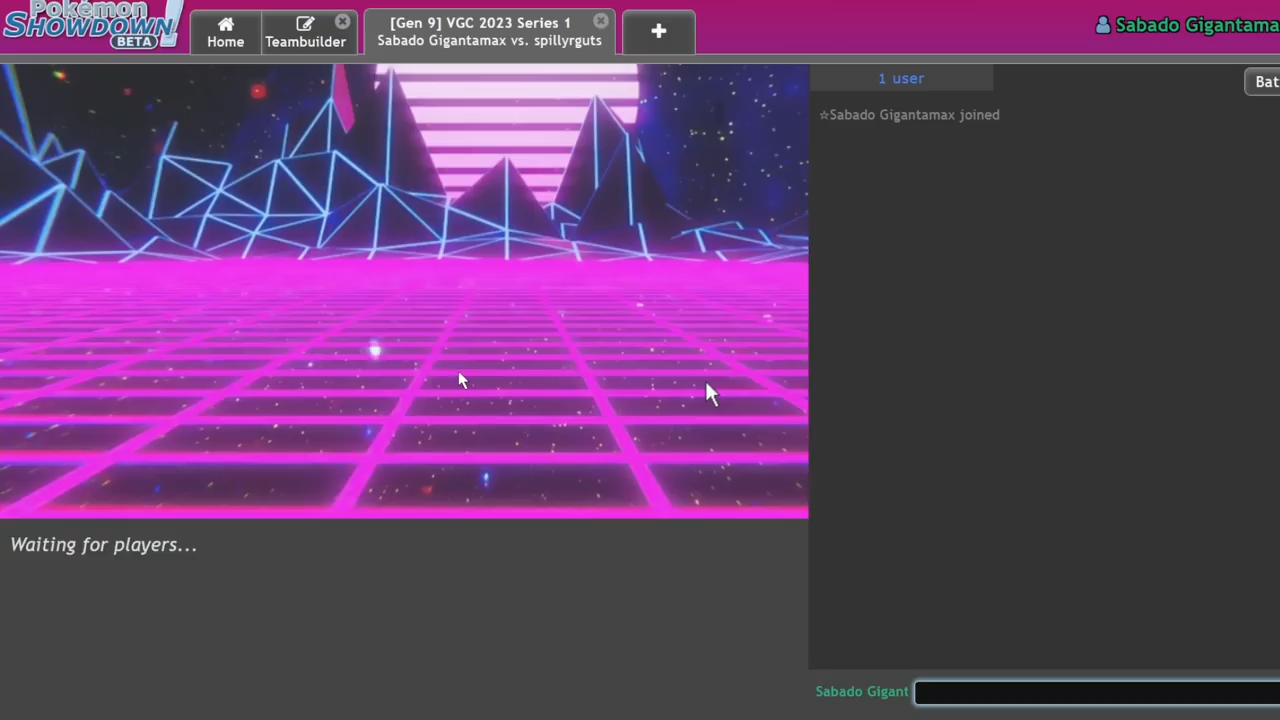 Pokémon
SHOWDOWN!
BETA
Home
Teambuilder
[Gen 9] VGC 2023 Series 1
Sabado Gigantamax vs. spillyrguts
Sabado Gigantama
1 user
Bat
☆Sabado Gigantamax joined
Waiting for players...
Sabado Gigant